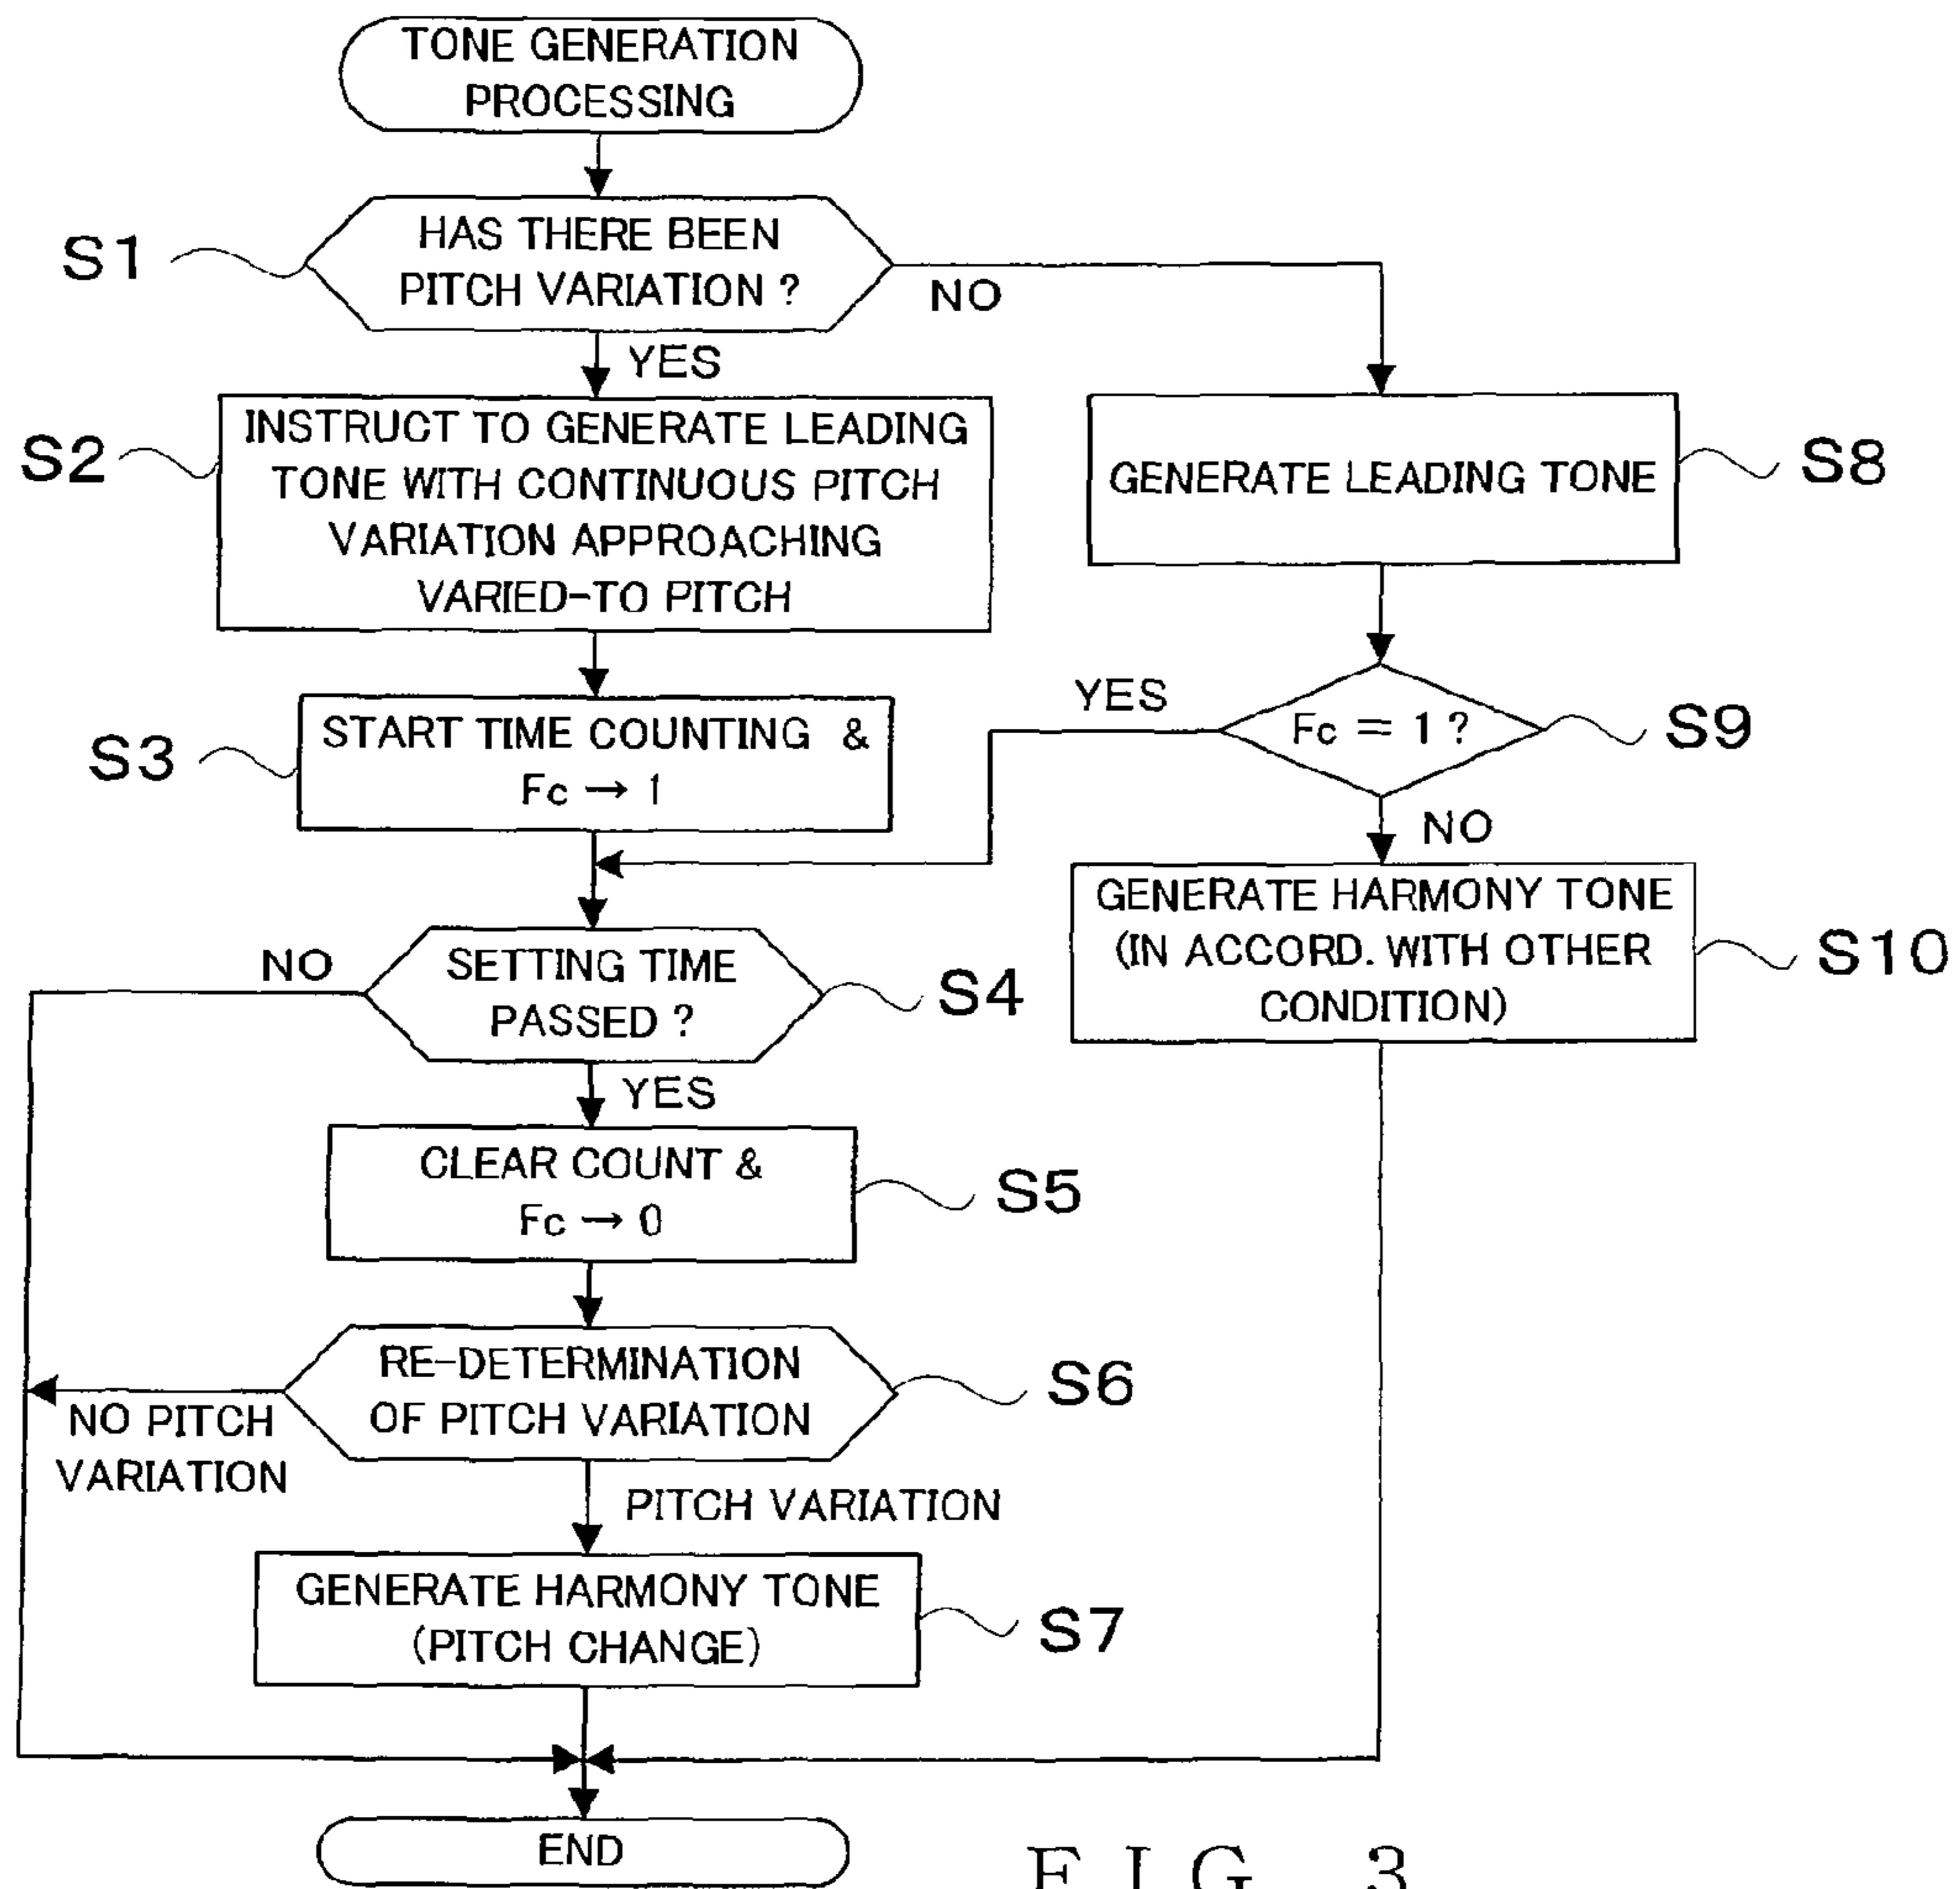 TONE GENERATION
PROCESSING
S1
HAS THERE BEEN
PITCH VARIATION ?
NO
YES
S2
INSTRUCT TO GENERATE LEADING
TONE WITH CONTINUOUS PITCH
VARIATION APPROACHING
VARIED-TO PITCH
GENERATE LEADING TONE
S8
S3
START TIME COUNTING &
Fc → 1
YES
Fc = 1 ?
S9
NO
GENERATE HARMONY TONE
(IN ACCORD. WITH OTHER
CONDITION)
S10
NO
SETTING TIME
PASSED ?
S4
YES
CLEAR COUNT &
Fc → 0
S5
RE-DETERMINATION
OF PITCH VARIATION
S6
NO PITCH
VARIATION
PITCH VARIATION
GENERATE HARMONY TONE
(PITCH CHANGE)
S7
END
FIG. 3